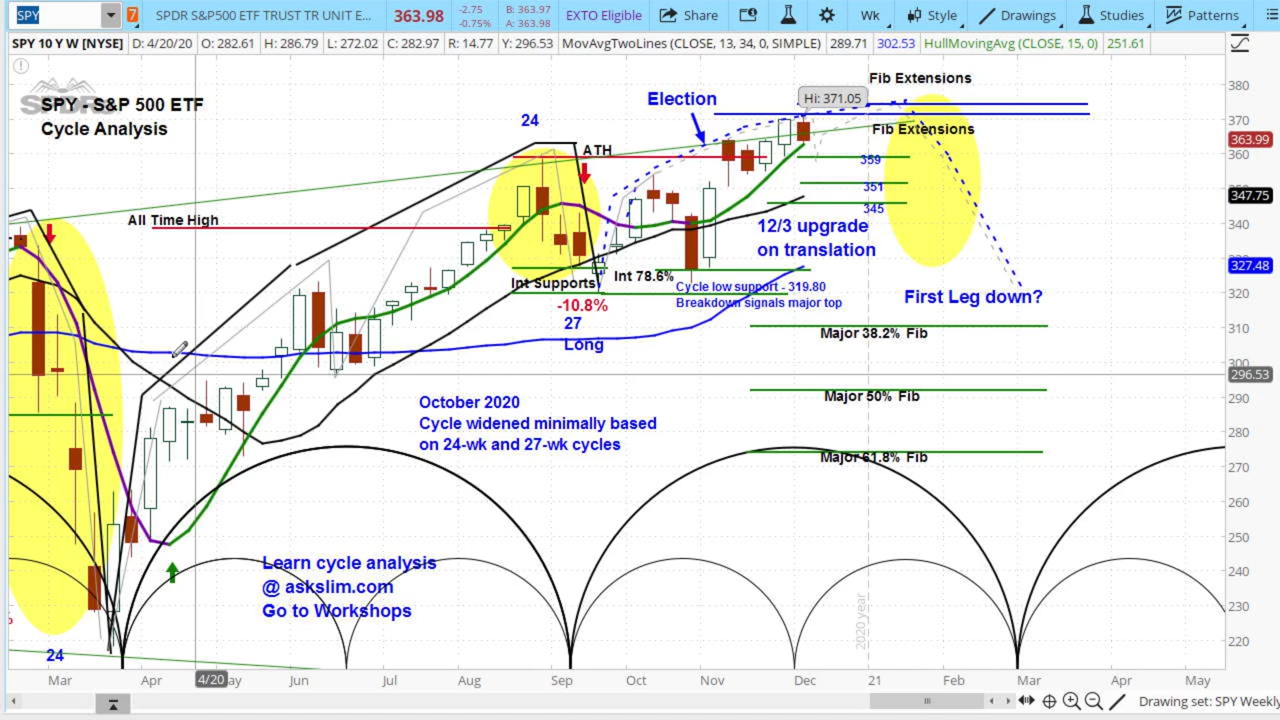 SPY
7
SPDR S&P500 ETF TRUST TR UNIT E...
363.98
-2.75
-0.75%
B: 363.97
A: 363.98
EXTO Eligible
Share
Wk
Style
Drawings
Studies
Patterns
SPY 10 Y W [NYSE]
D: 4/20/20
O: 282.61
H: 286.79
L: 272.02
C: 282.97
R: 14.77
Y: 296.53
MovAvgTwoLines (CLOSE, 13, 34, 0, SIMPLE)
289.71
302.53
HullMovingAvg (CLOSE, 15, 0)
251.61
SPY - S&P 500 ETF
Cycle Analysis
Fib Extensions
Hi: 371.05
Election
24
Fib Extensions
ATH
359
351
345
All Time High
12/3 upgrade
on translation
Int 78.6%
Int Supports
Cycle low support - 319.80
Breakdown signals major top
First Leg down?
-10.8%
27
Long
Major 38.2% Fib
Major 50% Fib
Major 61.8% Fib
October 2020
Cycle widened minimally based
on 24-wk and 27-wk cycles
Learn cycle analysis
@ askslim.com
Go to Workshops
24
2020 year
380
370
363.99
360
347.75
340
330
327.48
320
310
300
296.53
290
280
270
260
250
240
230
220
Mar
Apr
4/20
ay
Jun
Jul
Aug
Sep
Oct
Nov
Dec
21
Feb
Mar
Apr
May
Drawing set: SPY Weekly